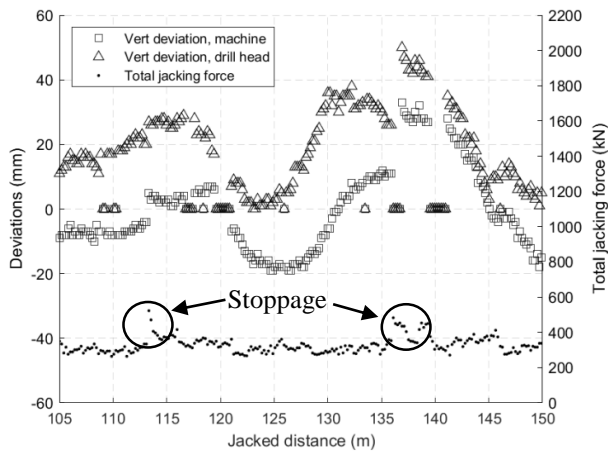 60
40
20
0
-20
-40
-60
Deviations (mm)
Vert deviation, machine
Vert deviation, drill head
Total jacking force
Stoppage
2200
2000
1800
1600
1400
1200
1000
800
600
400
200
0
Total jacking force (kN)
105 110 115 120 125 130 135 140 145 150
Jacked distance (m)